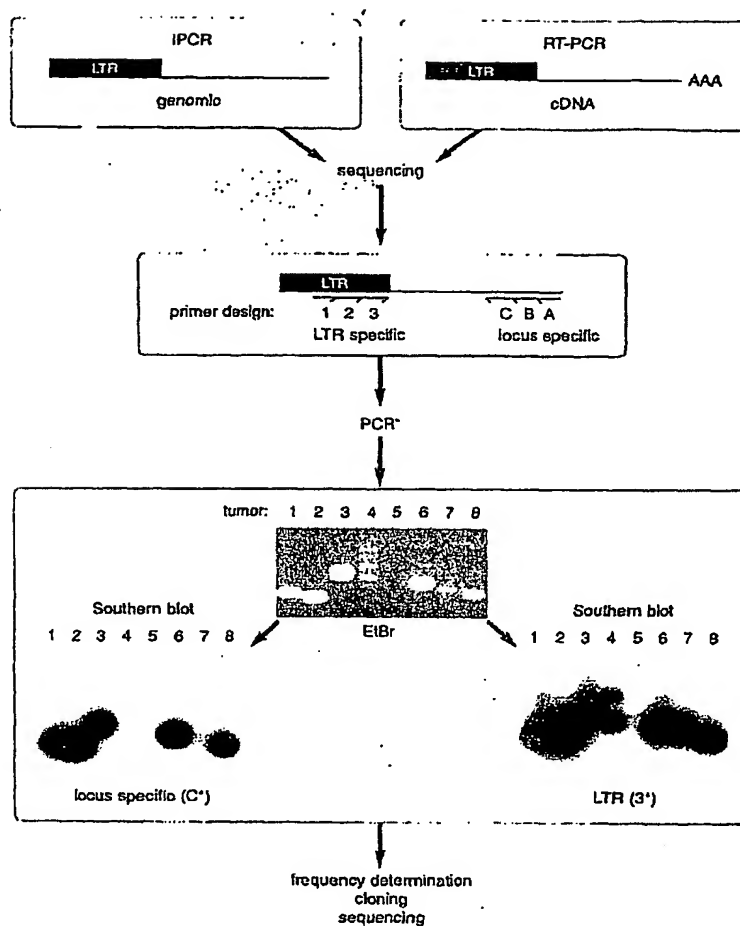 IPCR
LTR
genomic
RT-PCR
LTR
AAA
cDNA
sequencing
LTR
primer design:
1 2 3
C B A
LTR specific
locus specific
PCR*
tumor: 1 2 3 4 5 6 7 8
EtBr
Southern blot
1 2 3 4 5 6 7 8
locus specific (C*)
Southern blot
1 2 3 4 5 6 7 8
LTR (3*)
frequency determination
cloning
sequencing